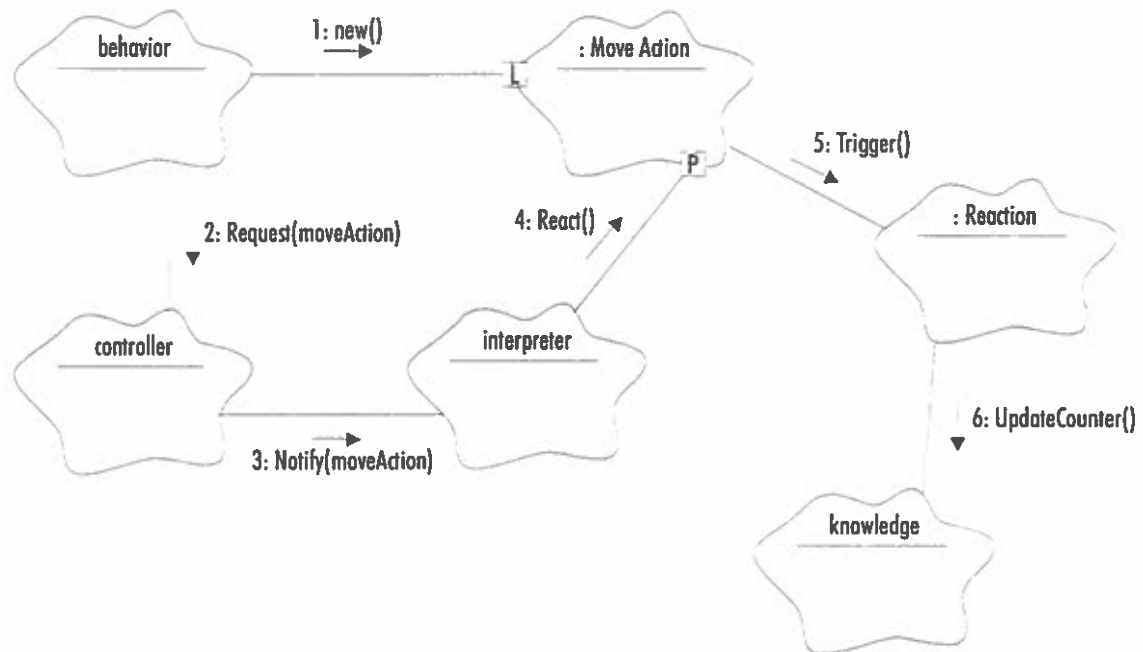 behavior
1: new()
: Move Action
L
P
5: Trigger()
2: Request(moveAction)
4: React()
: Reaction
controller
interpreter
3: Notify(moveAction)
6: UpdateCounter()
knowledge